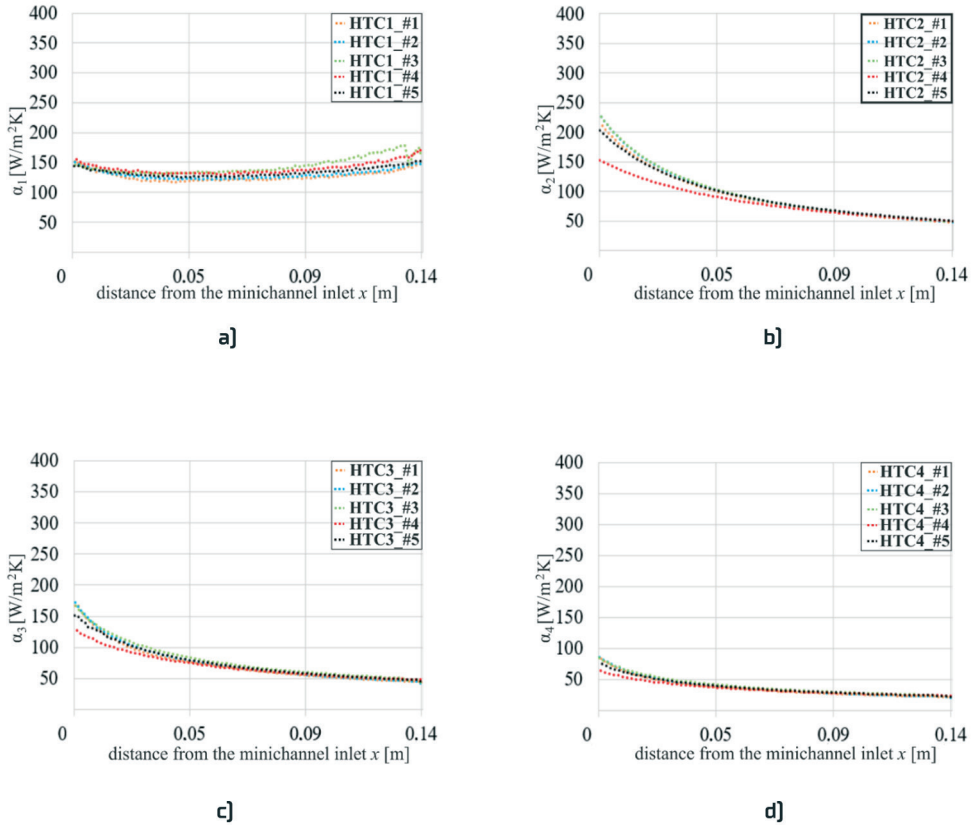 400
350
300
250
200
150
100
50
0
α₁ [W/m²K]
HTC1_#1
HTC1_#2
HTC1_#3
HTC1_#4
HTC1_#5
0.05
0.09
0.14
distance from the minichannel inlet x [m]
a)
400
350
300
250
200
150
100
50
0
α₂ [W/m²K]
HTC2_#1
HTC2_#2
HTC2_#3
HTC2_#4
HTC2_#5
0.05
0.09
0.14
distance from the minichannel inlet x [m]
b)
400
350
300
250
200
150
100
50
0
α₃ [W/m²K]
HTC3_#1
HTC3_#2
HTC3_#3
HTC3_#4
HTC3_#5
0.05
0.09
0.14
distance from the minichannel inlet x [m]
c)
400
350
300
250
200
150
100
50
0
α₄ [W/m²K]
HTC4_#1
HTC4_#2
HTC4_#3
HTC4_#4
HTC4_#5
0.05
0.09
0.14
distance from the minichannel inlet x [m]
d)